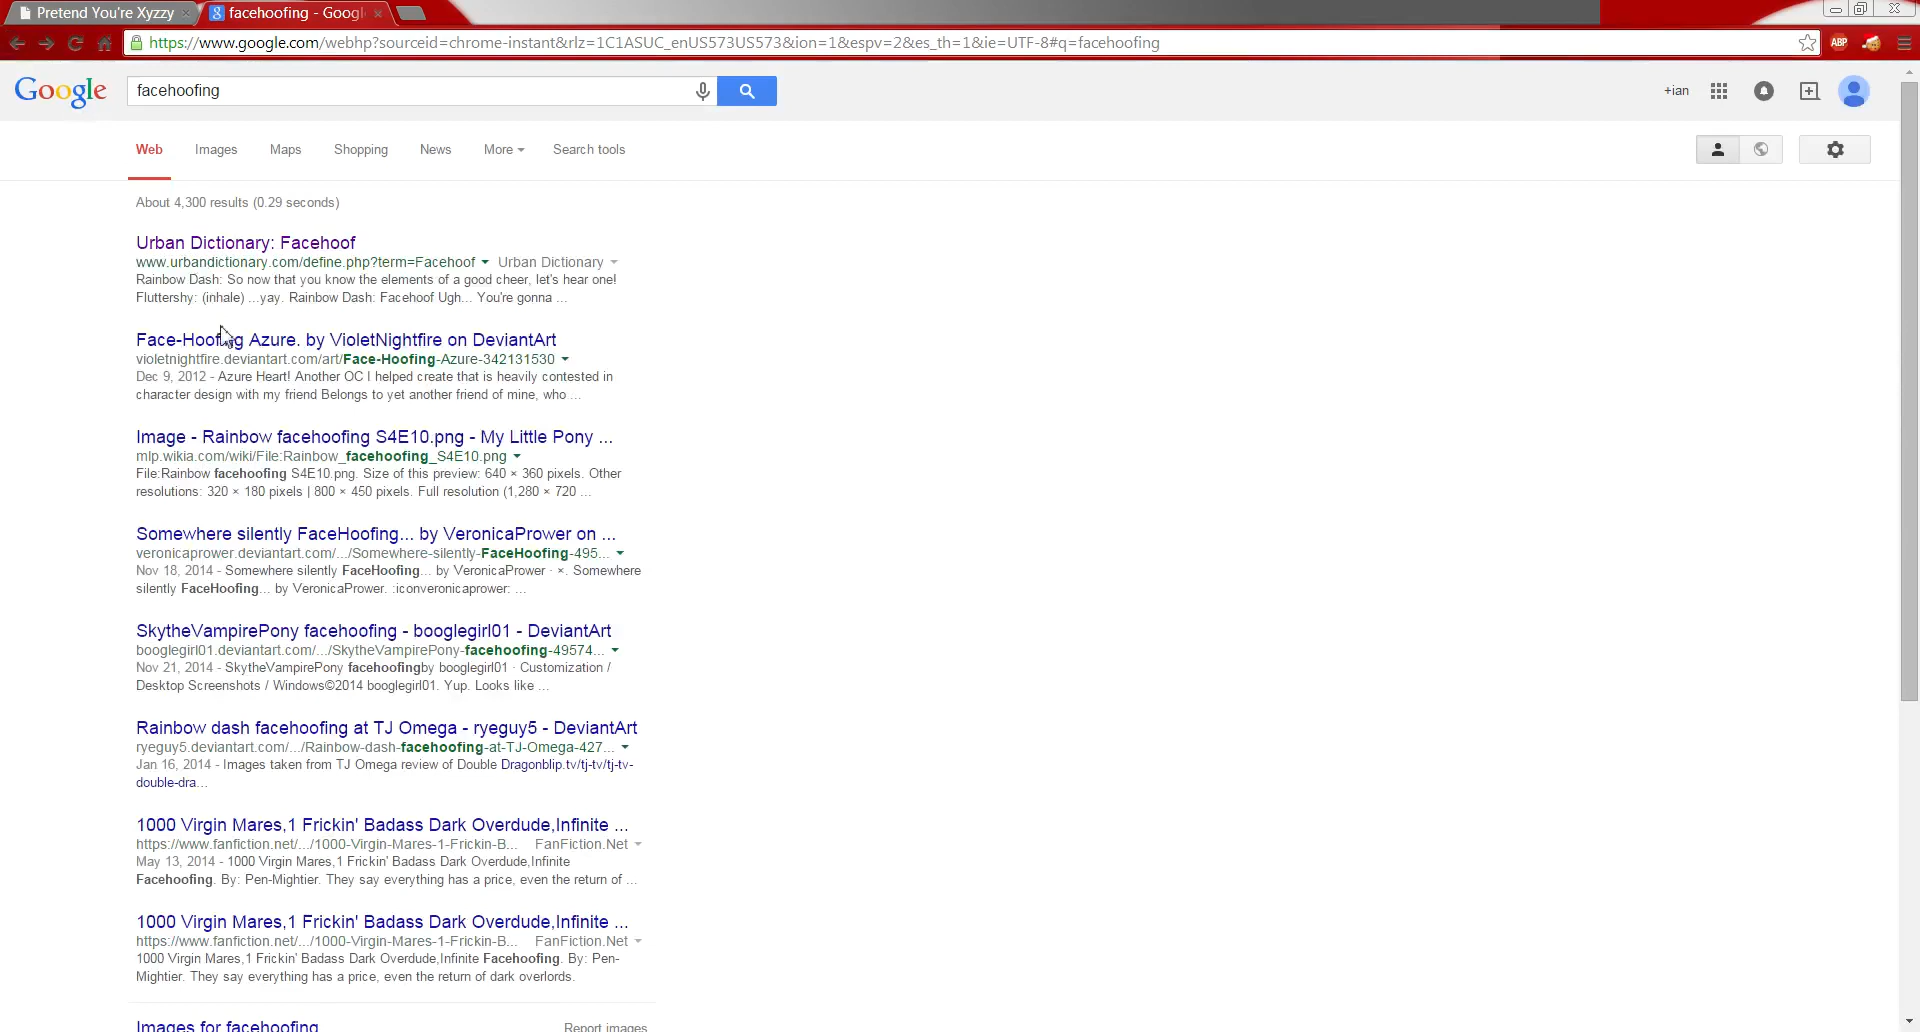 Pretend You're Xyzzy
facehoofing - Googl
https://www.google.com/webhp?sourceid=chrome-instant&rlz=1C1ASUC_enUS573US573&ion=1&espv=2&es_th=1&ie=UTF-8#q=facehoofing
ABP
Google
facehoofing
+ian
Web Images Maps Shopping News More Search tools
About 4,300 results (0.29 seconds)
Urban Dictionary: Facehoof
www.urbandictionary.com/define.php?term=Facehoof Urban Dictionary
Rainbow Dash: So now that you know the elements of a good cheer, let's hear one!
Fluttershy: (inhale) ...yay. Rainbow Dash: Facehoof Ugh... You're gonna ...
Face-Hoofing Azure. by VioletNightfire on DeviantArt
violetnightfire.deviantart.com/art/Face-Hoofing-Azure-342131530
Dec 9, 2012 - Azure Heart! Another OC I helped create that is heavily contested in
character design with my friend Belongs to yet another friend of mine, who ...
Image - Rainbow facehoofing S4E10.png - My Little Pony ...
mlp.wikia.com/wiki/File:Rainbow_facehoofing_S4E10.png
File:Rainbow facehoofing S4E10.png. Size of this preview: 640 × 360 pixels. Other
resolutions: 320 × 180 pixels | 800 × 450 pixels. Full resolution (1,280 × 720 ...
Somewhere silently FaceHoofing... by VeronicaPrower on ...
veronicaprower.deviantart.com/.../Somewhere-silently-FaceHoofing-495...
Nov 18, 2014 - Somewhere silently FaceHoofing... by VeronicaPrower · ×. Somewhere
silently FaceHoofing... by VeronicaPrower. :iconveronicaprower: ...
SkytheVampirePony facehoofing - booglegirl01 - DeviantArt
booglegirl01.deviantart.com/.../SkytheVampirePony-facehoofing-49574...
Nov 21, 2014 - SkytheVampirePony facehoofingby booglegirl01 · Customization /
Desktop Screenshots / Windows©2014 booglegirl01. Yup. Looks like ...
Rainbow dash facehoofing at TJ Omega - ryeguy5 - DeviantArt
ryeguy5.deviantart.com/.../Rainbow-dash-facehoofing-at-TJ-Omega-427...
Jan 16, 2014 - Images taken from TJ Omega review of Double Dragonblip.tv/tj-tv/tj-tv-
double-dra...
1000 Virgin Mares,1 Frickin' Badass Dark Overdude,Infinite ...
https://www.fanfiction.net/.../1000-Virgin-Mares-1-Frickin-B... FanFiction.Net
May 13, 2014 - 1000 Virgin Mares,1 Frickin' Badass Dark Overdude,Infinite
Facehoofing. By: Pen-Mightier. They say everything has a price, even the return of ...
1000 Virgin Mares,1 Frickin' Badass Dark Overdude,Infinite ...
https://www.fanfiction.net/.../1000-Virgin-Mares-1-Frickin-B... FanFiction.Net
1000 Virgin Mares,1 Frickin' Badass Dark Overdude,Infinite Facehoofing. By: Pen-
Mightier. They say everything has a price, even the return of dark overlords.
Images for facehoofing Report images